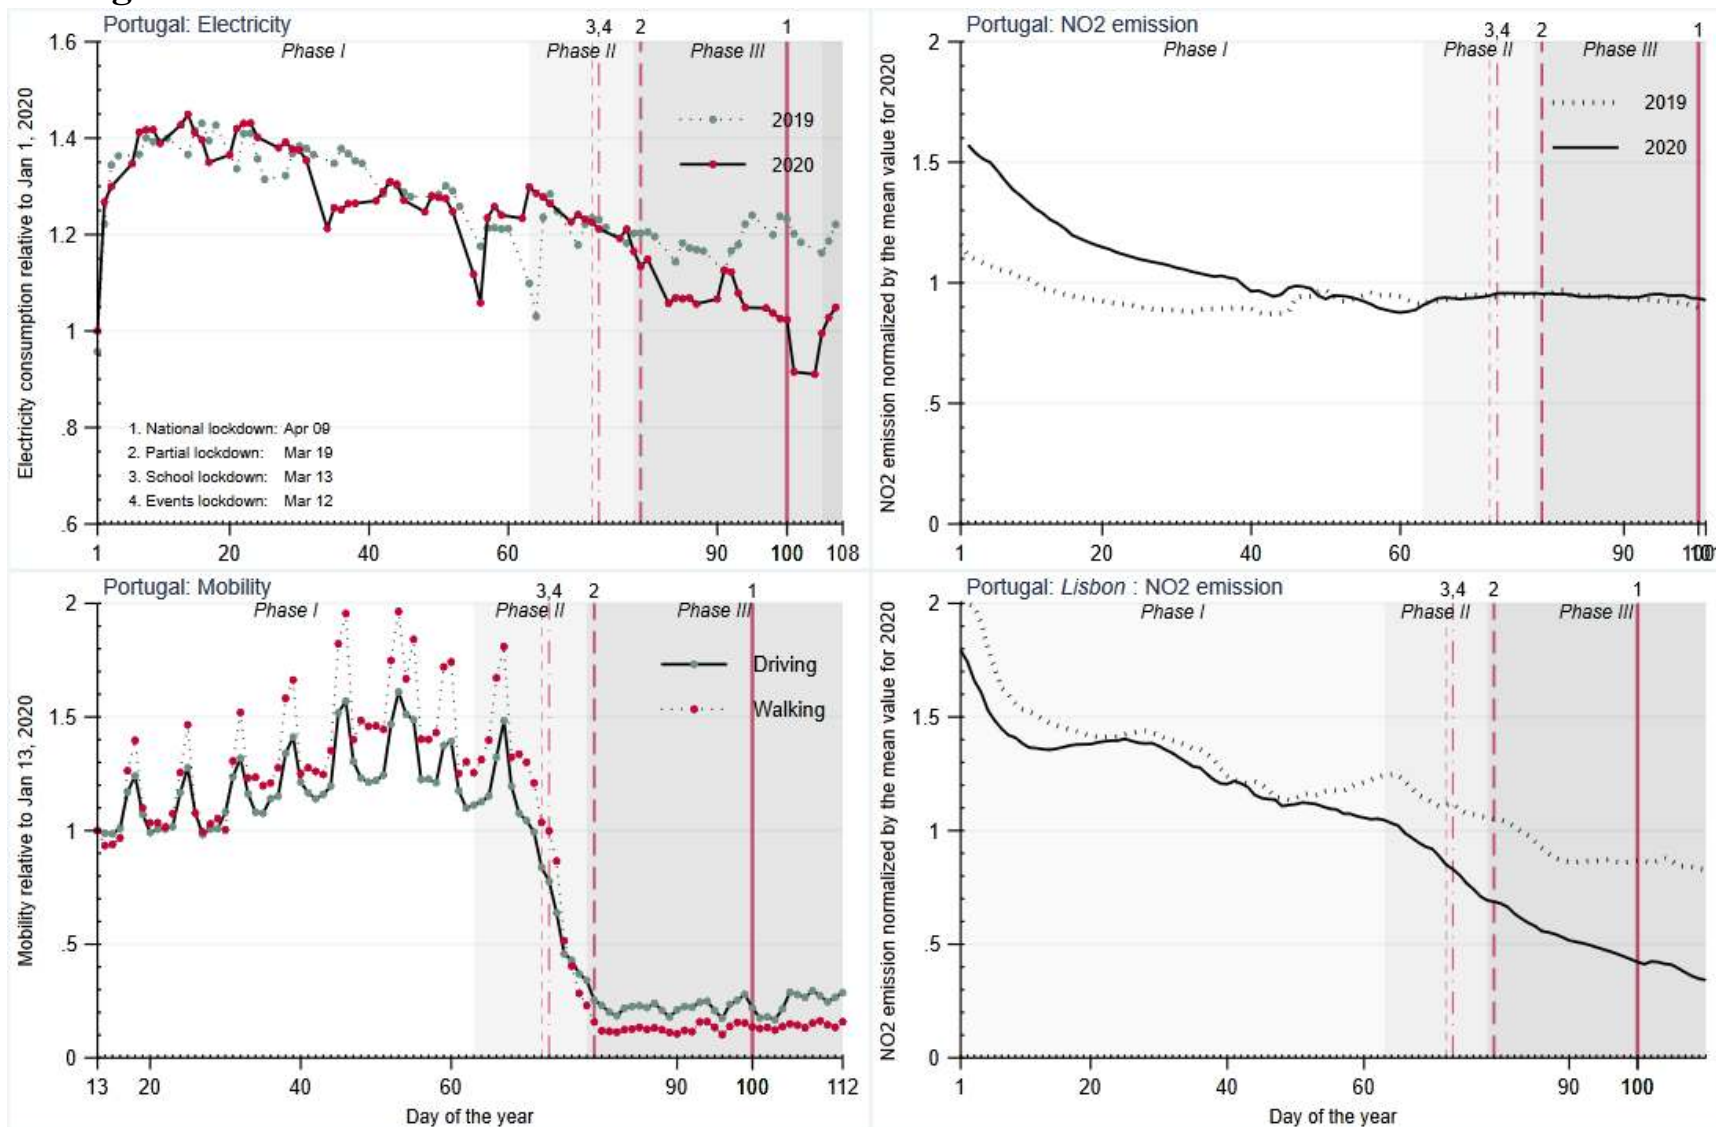 Portugal: Electricity
3,4 2 1
Phase I Phase II Phase III
Electricity consumption relative to Jan 1, 2020
1.6
1.4
1.2
1
.8
.6
2019
2020
1. National lockdown: Apr 09
2. Partial lockdown: Mar 19
3. School lockdown: Mar 13
4. Events lockdown: Mar 12
1 20 40 60 90 100 108
Portugal: NO2 emission
3,4 2 1
Phase I Phase II Phase III
NO2 emission normalized by the mean value for 2020
2
1.5
1
.5
0
2019
2020
1 20 40 60 90 100
Portugal: Mobility
3,4 2 1
Phase I Phase II Phase III
Mobility relative to Jan 13, 2020
2
1.5
1
.5
0
Driving
Walking
13 20 40 60 90 100 112
Day of the year
Portugal: Lisbon : NO2 emission
3,4 2 1
Phase I Phase II Phase III
NO2 emission normalized by the mean value for 2020
2
1.5
1
.5
0
1 20 40 60 90 100
Day of the year